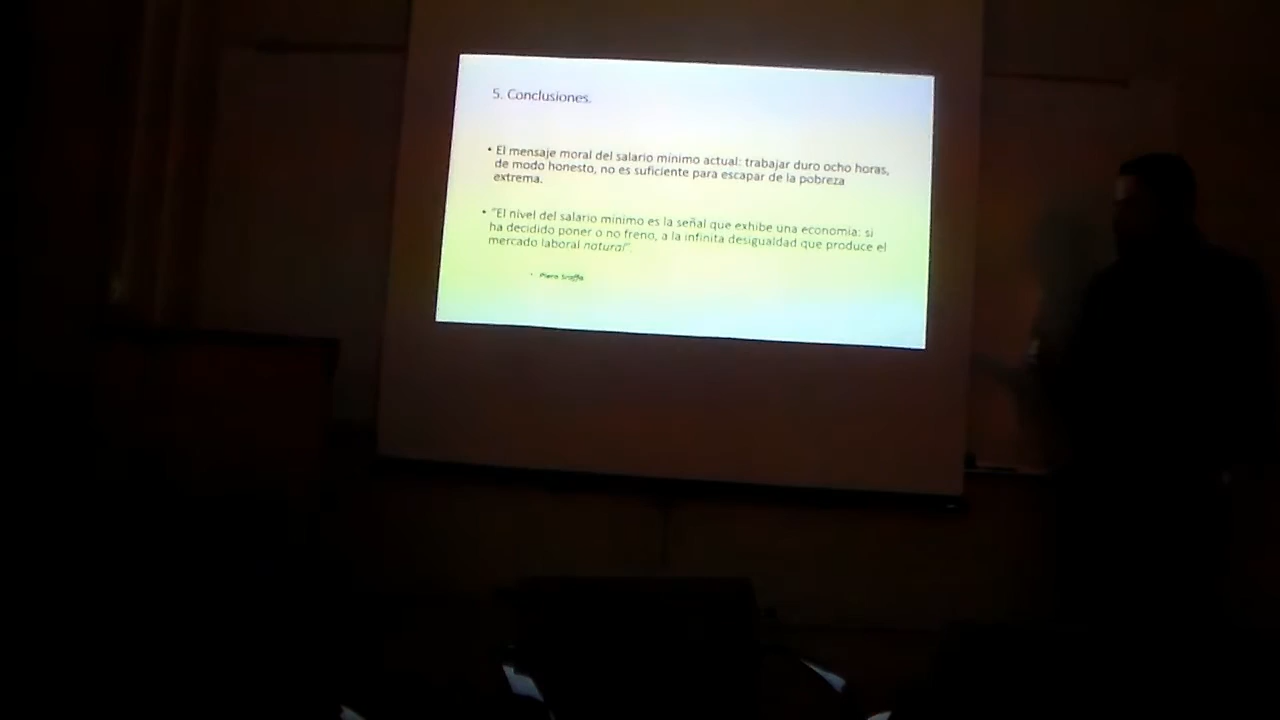 5. Conclusiones.
• El mensaje moral del salario mínimo actual: trabajar duro ocho horas,
de modo honesto, no es suficiente para escapar de la pobreza
extrema.
• "El nivel del salario mínimo es la señal que exhibe una economía: si
ha decidido poner o no freno, a la infinita desigualdad que produce el
mercado laboral natural".
• Piero Sraffa